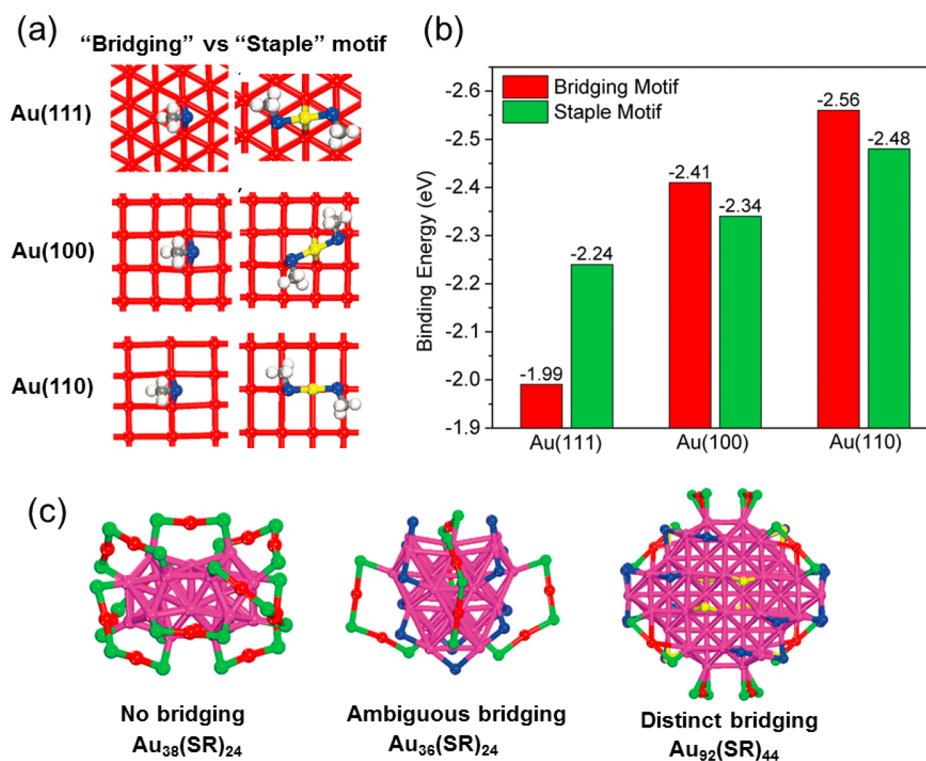 (a)
“Bridging” vs “Staple” motif
Au(111)
Au(100)
Au(110)
(b)
Bridging Motif
Staple Motif
Binding Energy (eV)
-2.6
-2.5
-2.4
-2.3
-2.2
-2.1
-2.0
-1.9
-1.99
-2.24
-2.41
-2.34
-2.56
-2.48
Au(111)
Au(100)
Au(110)
(c)
No bridging
Au₃₈(SR)₂₄
Ambiguous bridging
Au₃₆(SR)₂₄
Distinct bridging
Au₉₂(SR)₄₄